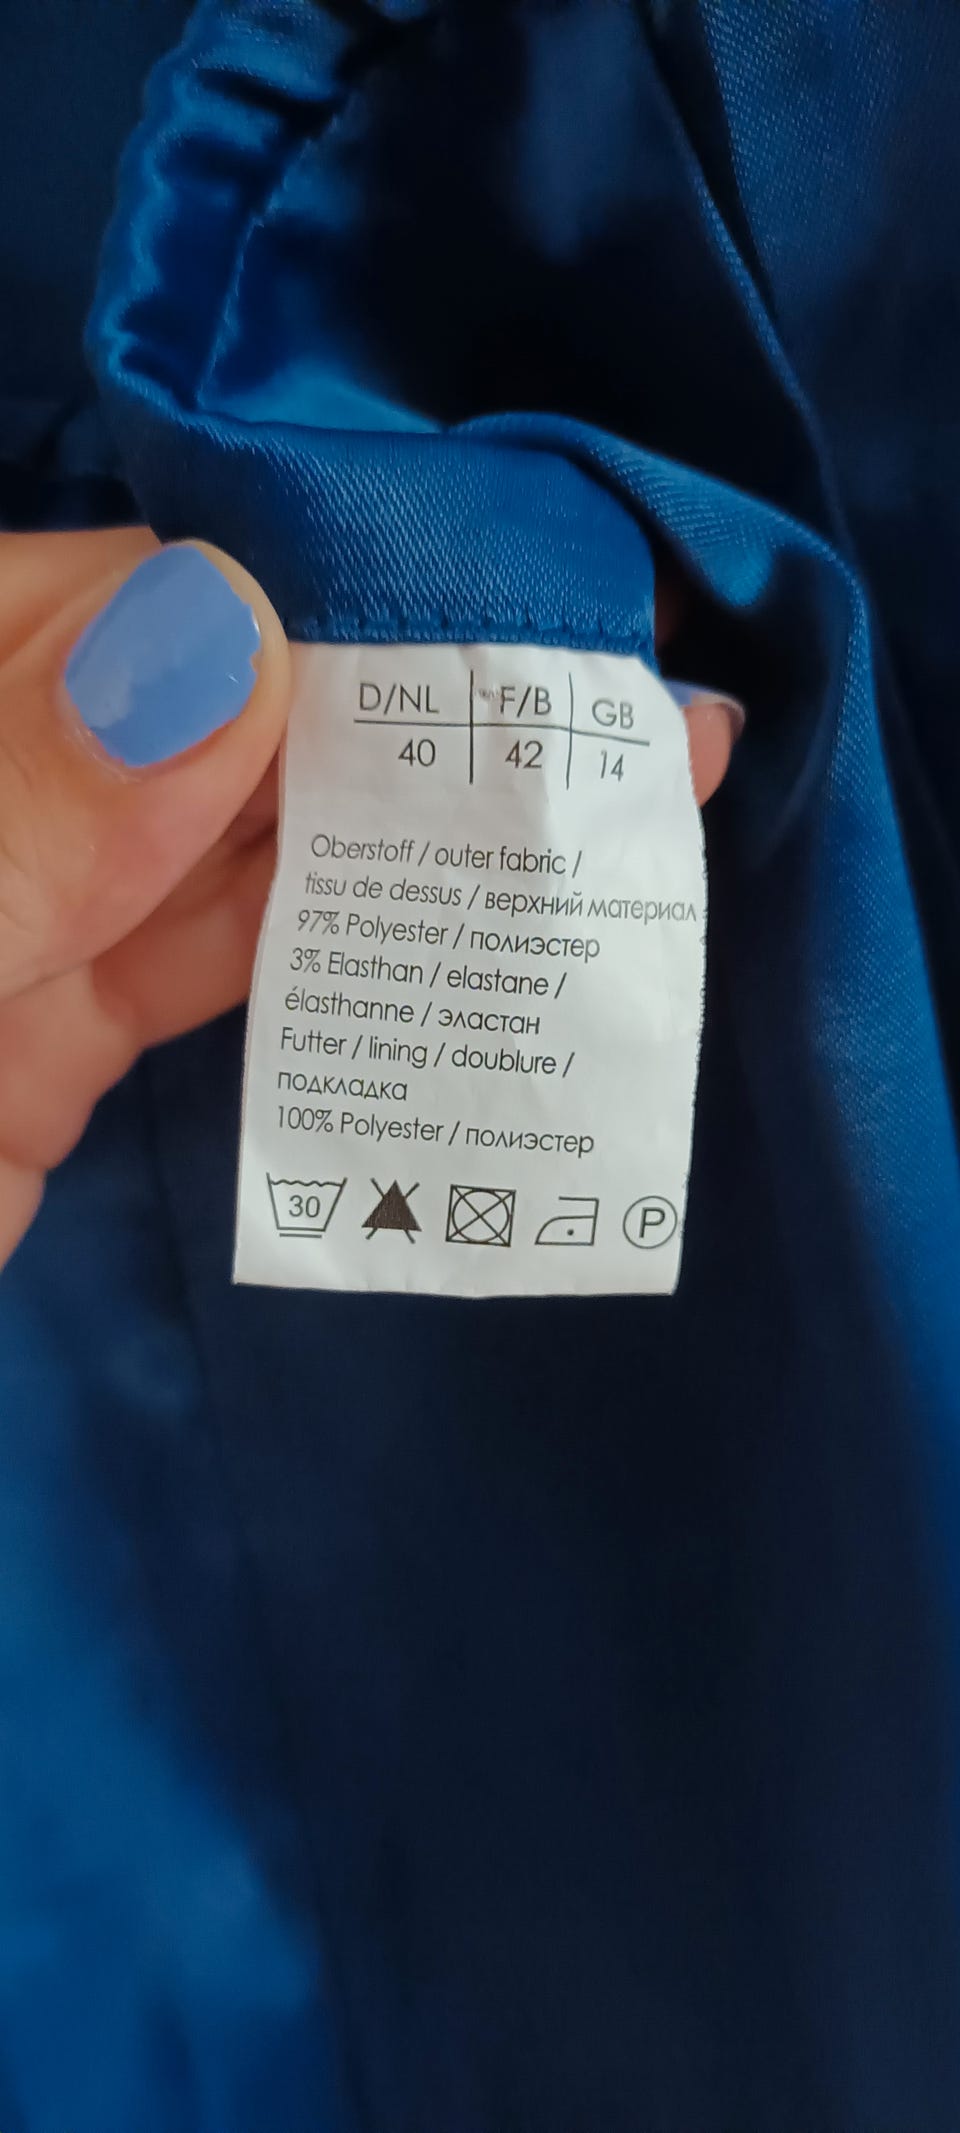 D/NL F/B GB
40 42 14
Oberstoff / outer fabric /
tissu de dessus / верхний материал
97% Polyester / полиэстер
3% Elasthan / elastane /
élasthanne / эластан
Futter / lining / doublure /
подкладка
100% Polyester / полиэстер
30 P